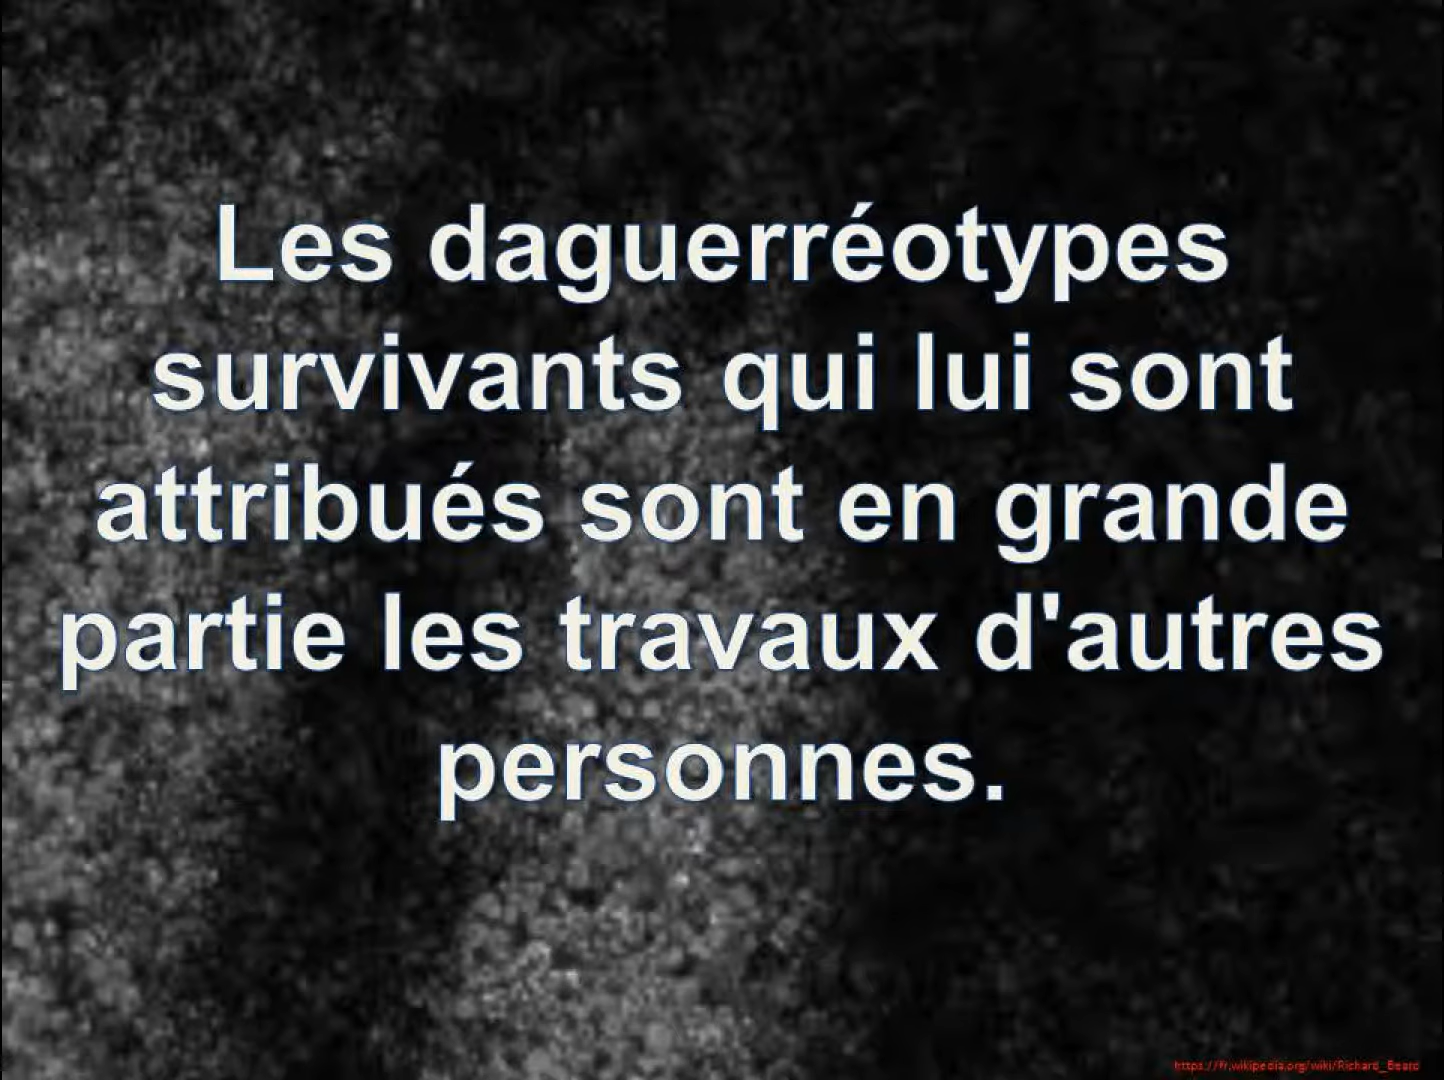 Les daguerréotypes
survivants qui lui sont
attribués sont en grande
partie les travaux d'autres
personnes.
https://fr.wikipedia.org/wiki/Richard_Beard